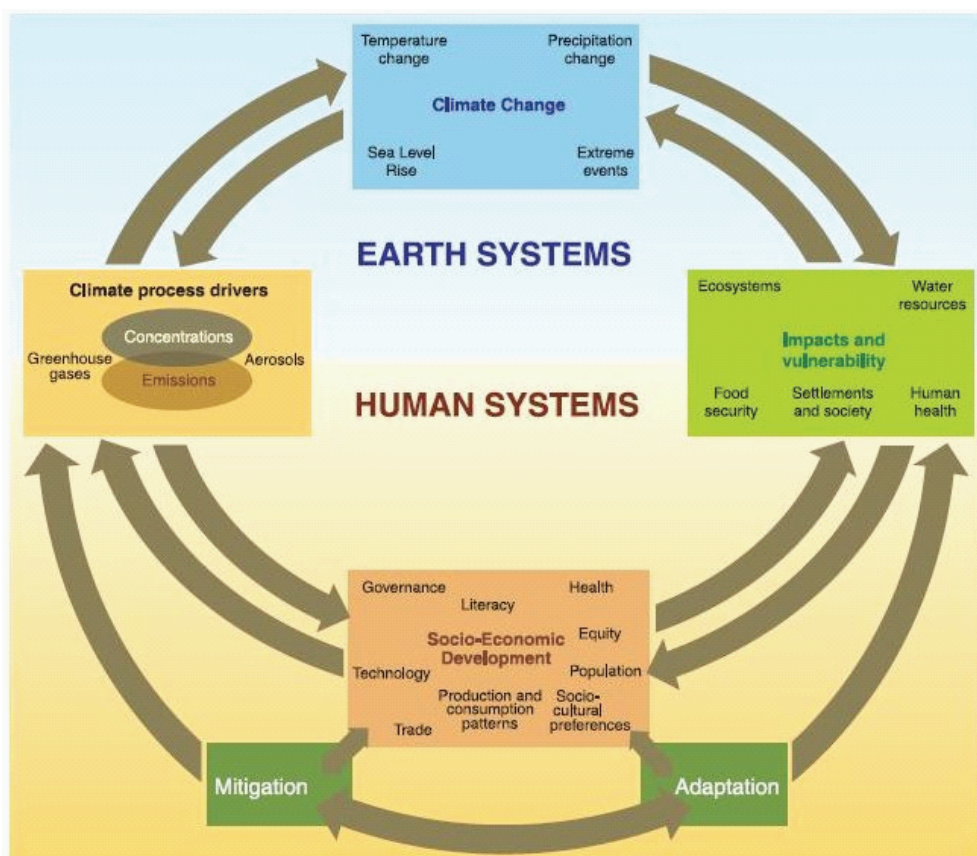 Temperature
change
Precipitation
change
Climate Change
Sea Level
Rise
Extreme
events
EARTH SYSTEMS
Climate process drivers
Concentrations
Greenhouse
gases
Aerosols
Emissions
Ecosystems
Water
resources
Impacts and
vulnerability
Food
security
Settlements
and society
Human
health
HUMAN SYSTEMS
Governance
Literacy
Health
Socio-Economic
Development
Equity
Technology
Population
Production and
consumption
patterns
Socio-
cultural
preferences
Trade
Mitigation
Adaptation